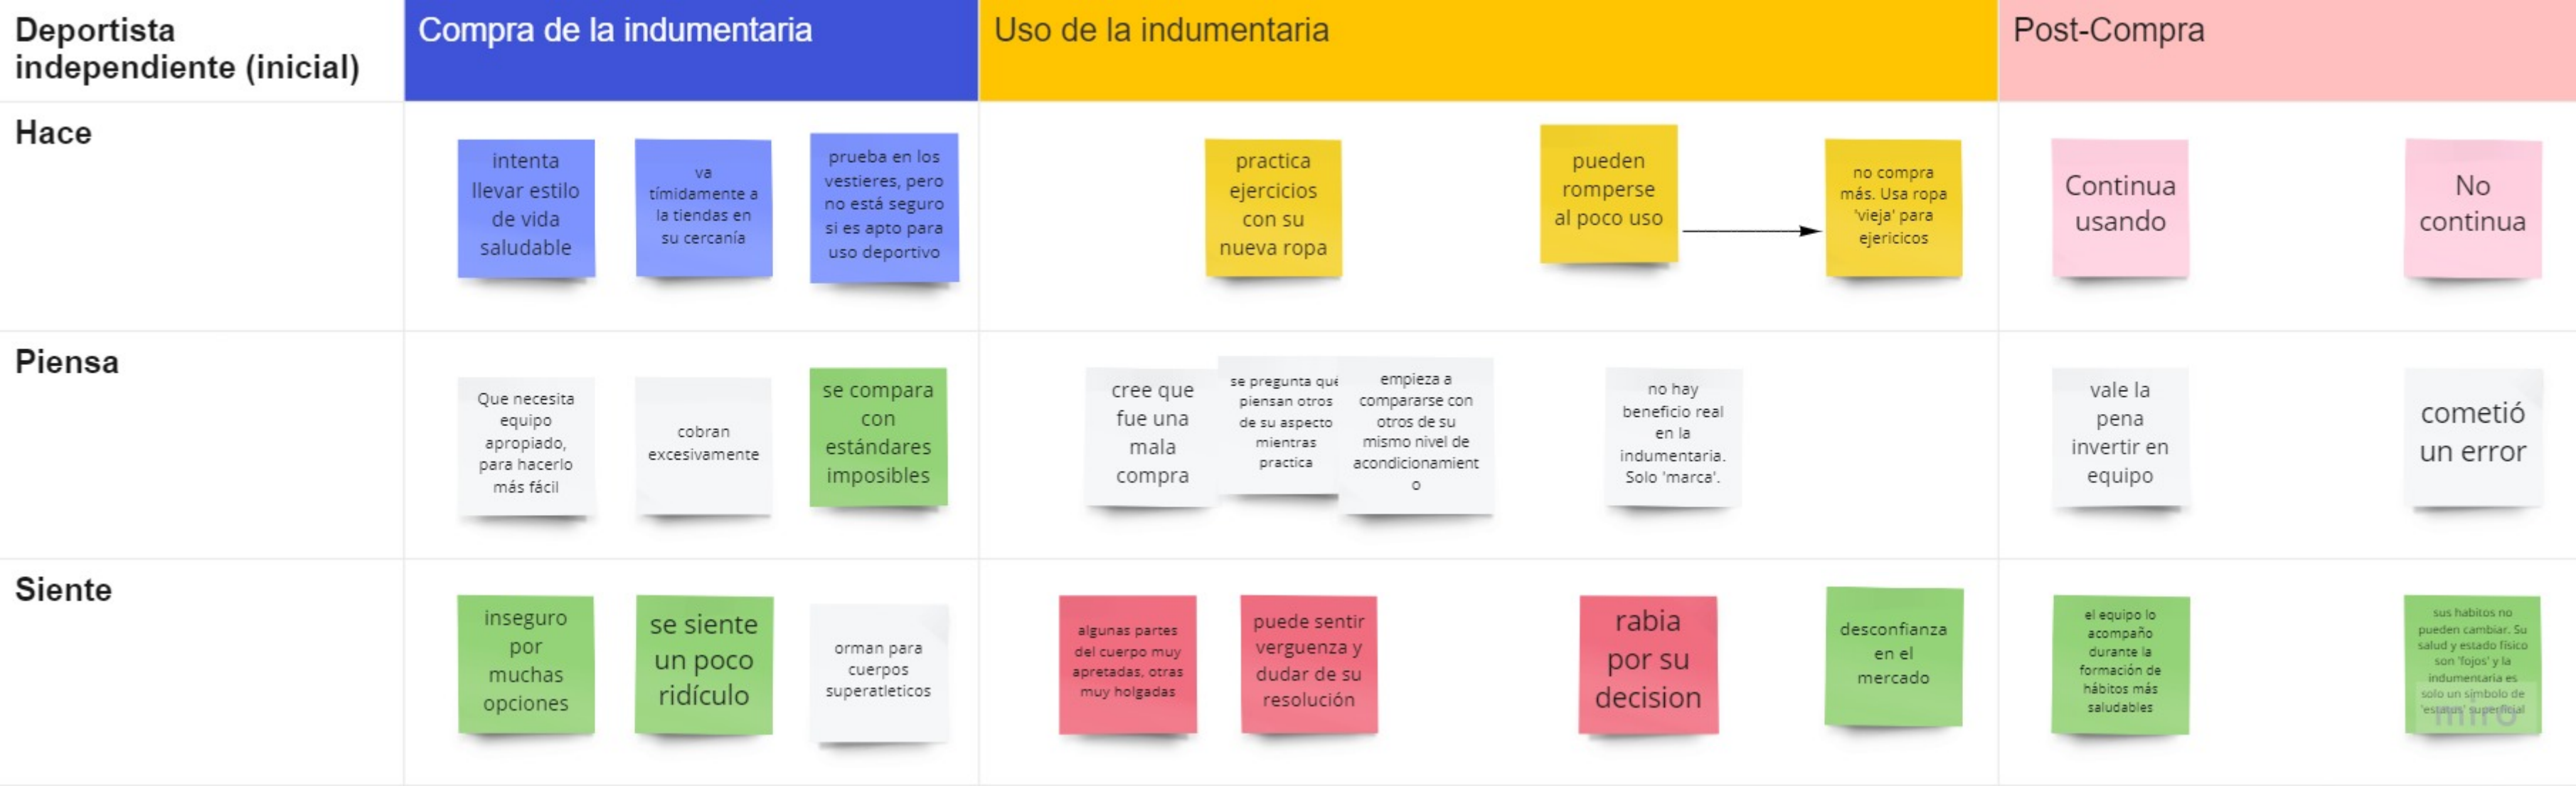 Deportista
independiente (inicial)
Compra de la indumentaria
Uso de la indumentaria
Post-Compra
Hace
intenta
llevar estilo
de vida
saludable
va
tímidamente a
la tiendas en
su cercanía
prueba en los
vestieres, pero
no está seguro
si es apto para
uso deportivo
practica
ejercicios
con su
nueva ropa
pueden
romperse
al poco uso
no compra
más. Usa ropa
'vieja' para
ejericicos
Continua
usando
No
continua
Piensa
Que necesita
equipo
apropiado,
para hacerlo
más fácil
cobran
excesivamente
se compara
con
estándares
imposibles
cree que
fue una
mala
compra
se pregunta qué
piensan otros
de su aspecto
mientras
practica
empieza a
compararse con
otros de su
mismo nivel de
acondicionamient
o
no hay
beneficio real
en la
indumentaria.
Solo 'marca'.
vale la
pena
invertir en
equipo
cometió
un error
Siente
inseguro
por
muchas
opciones
se siente
un poco
ridículo
orman para
cuerpos
superatleticos
algunas partes
del cuerpo muy
apretadas, otras
muy holgadas
puede sentir
verguenza y
dudar de su
resolución
rabia
por su
decision
desconfianza
en el
mercado
el equipo lo
acompaño
durante la
formación de
hábitos más
saludables
sus habitos no
pueden cambiar. Su
salud y estado físico
son 'fojos' y la
indumentaria es
solo un símbolo de
'estatus' superficial
miro